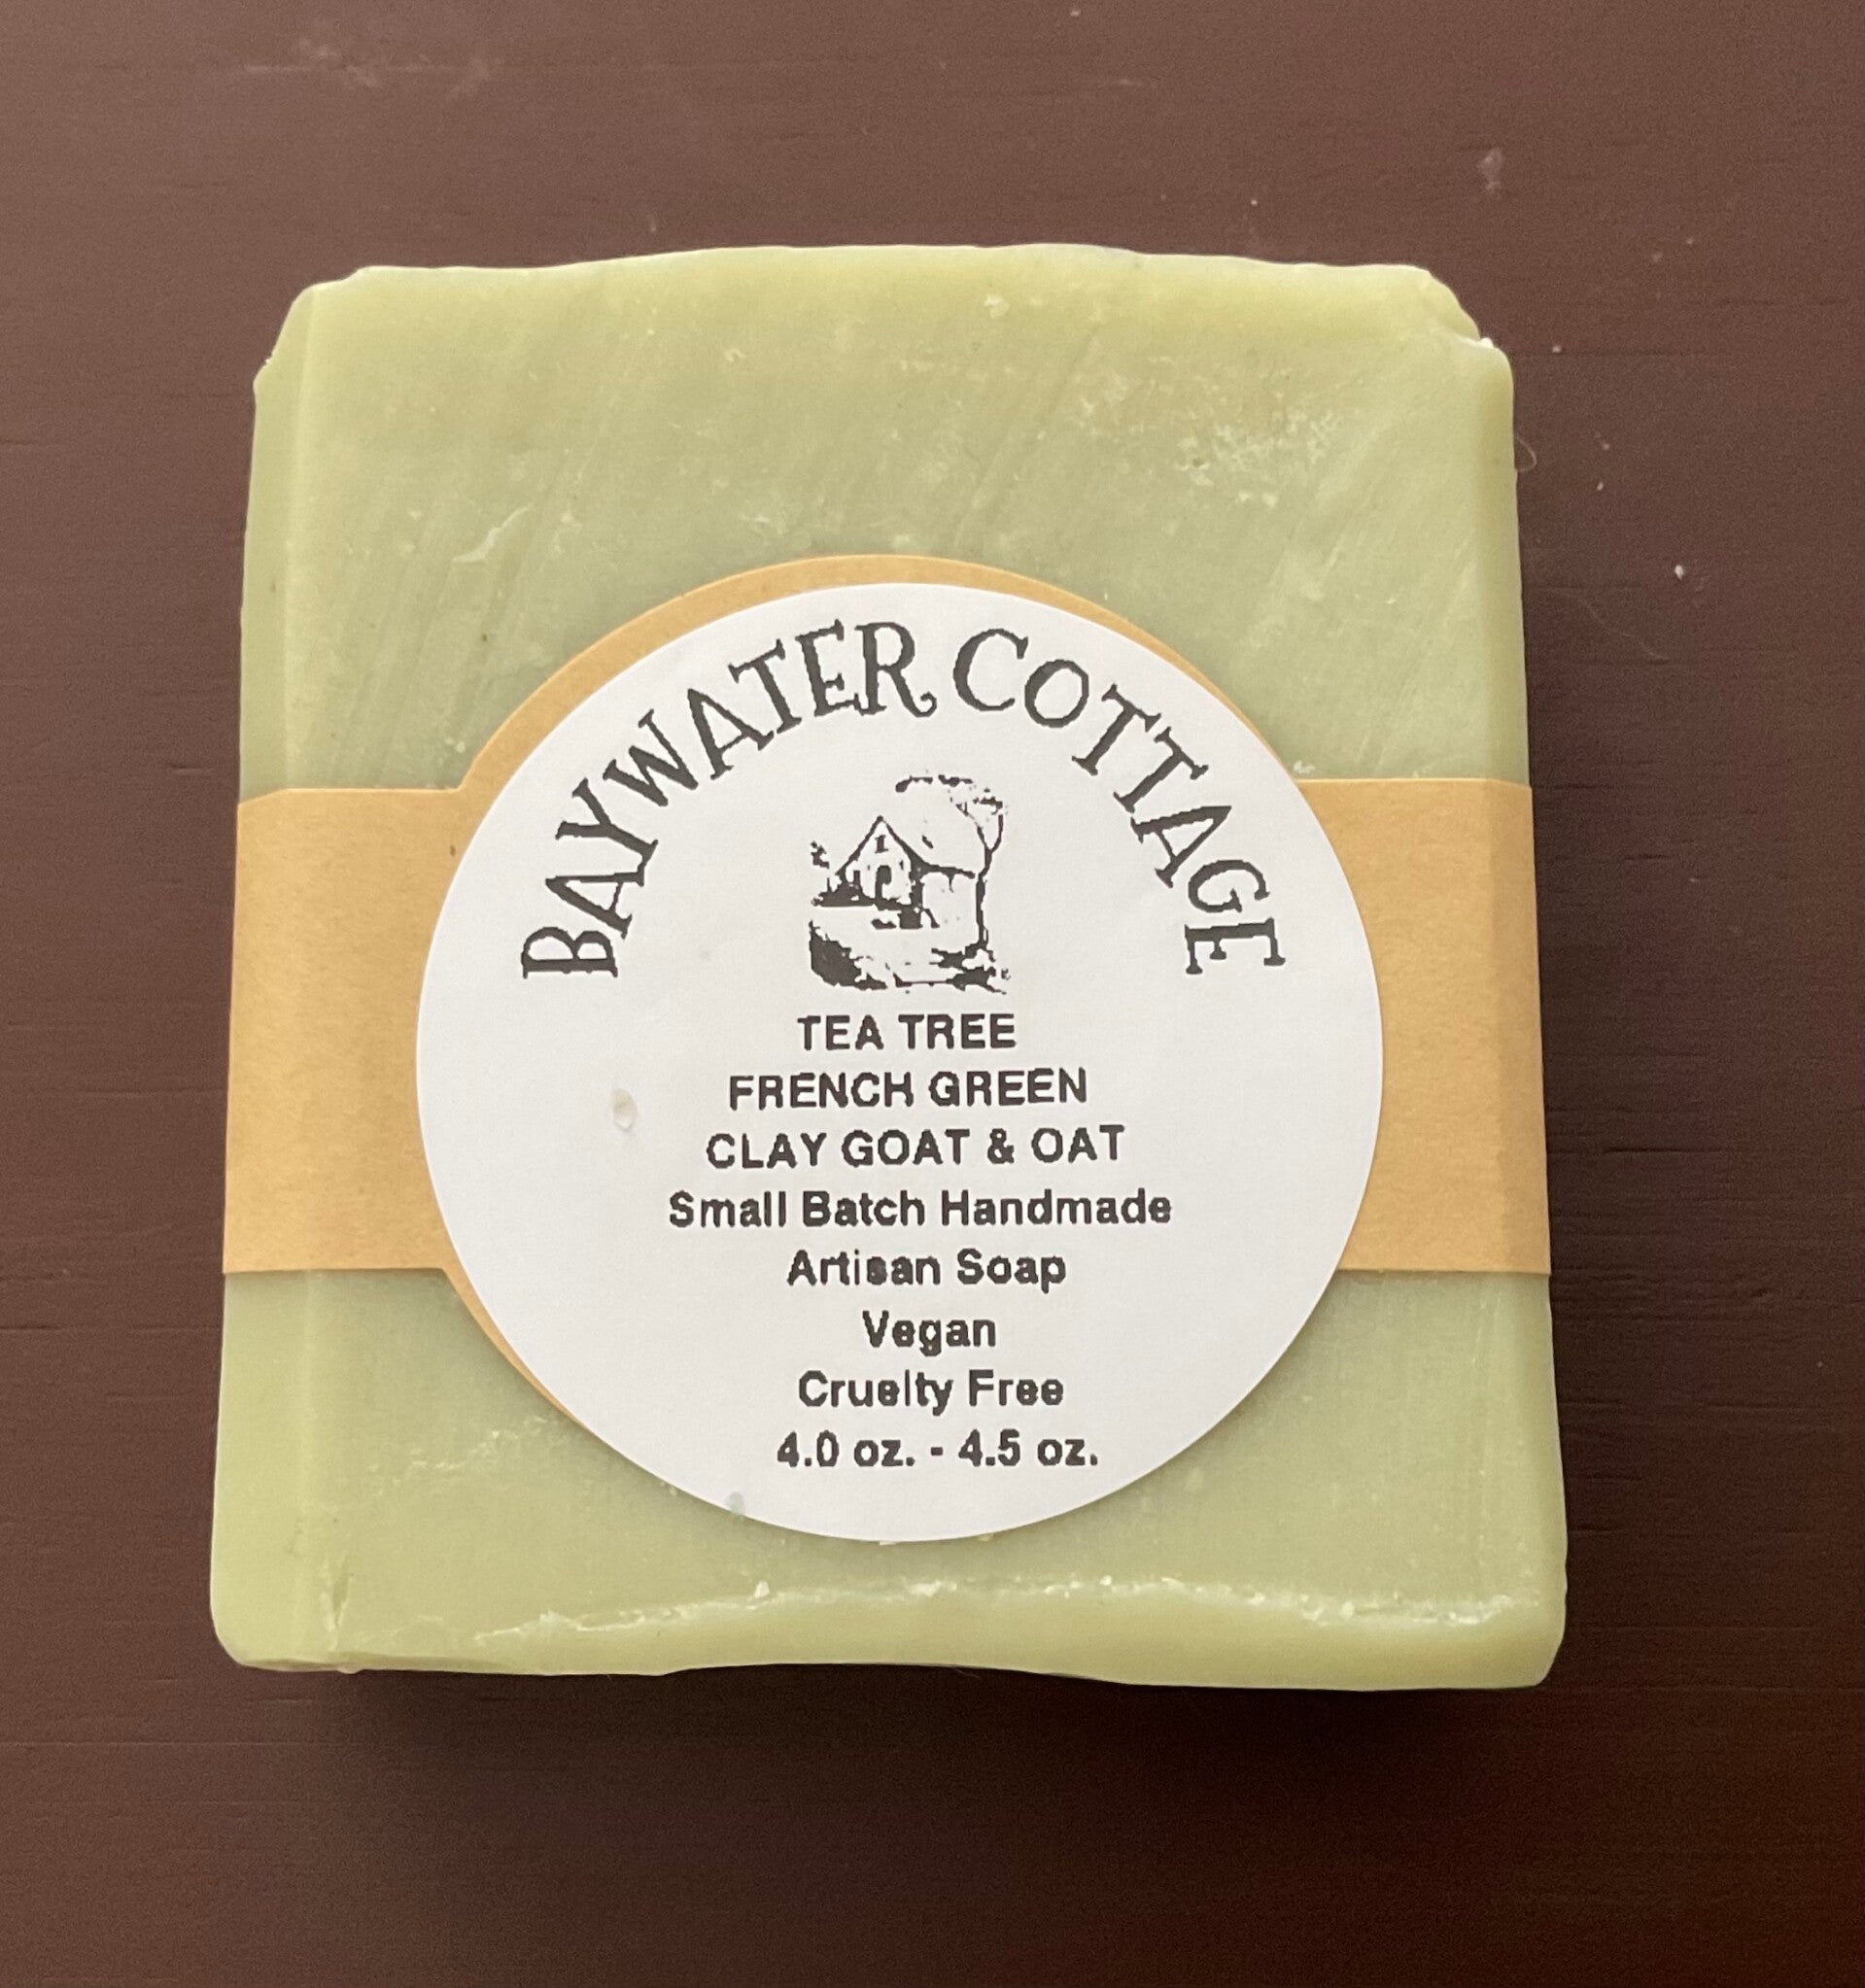 BAYWATER COTTAGE
TEA TREE
FRENCH GREEN
CLAY GOAT & OAT
Small Batch Handmade
Artisan Soap
Vegan
Cruelty Free
4.0 oz. - 4.5 oz.